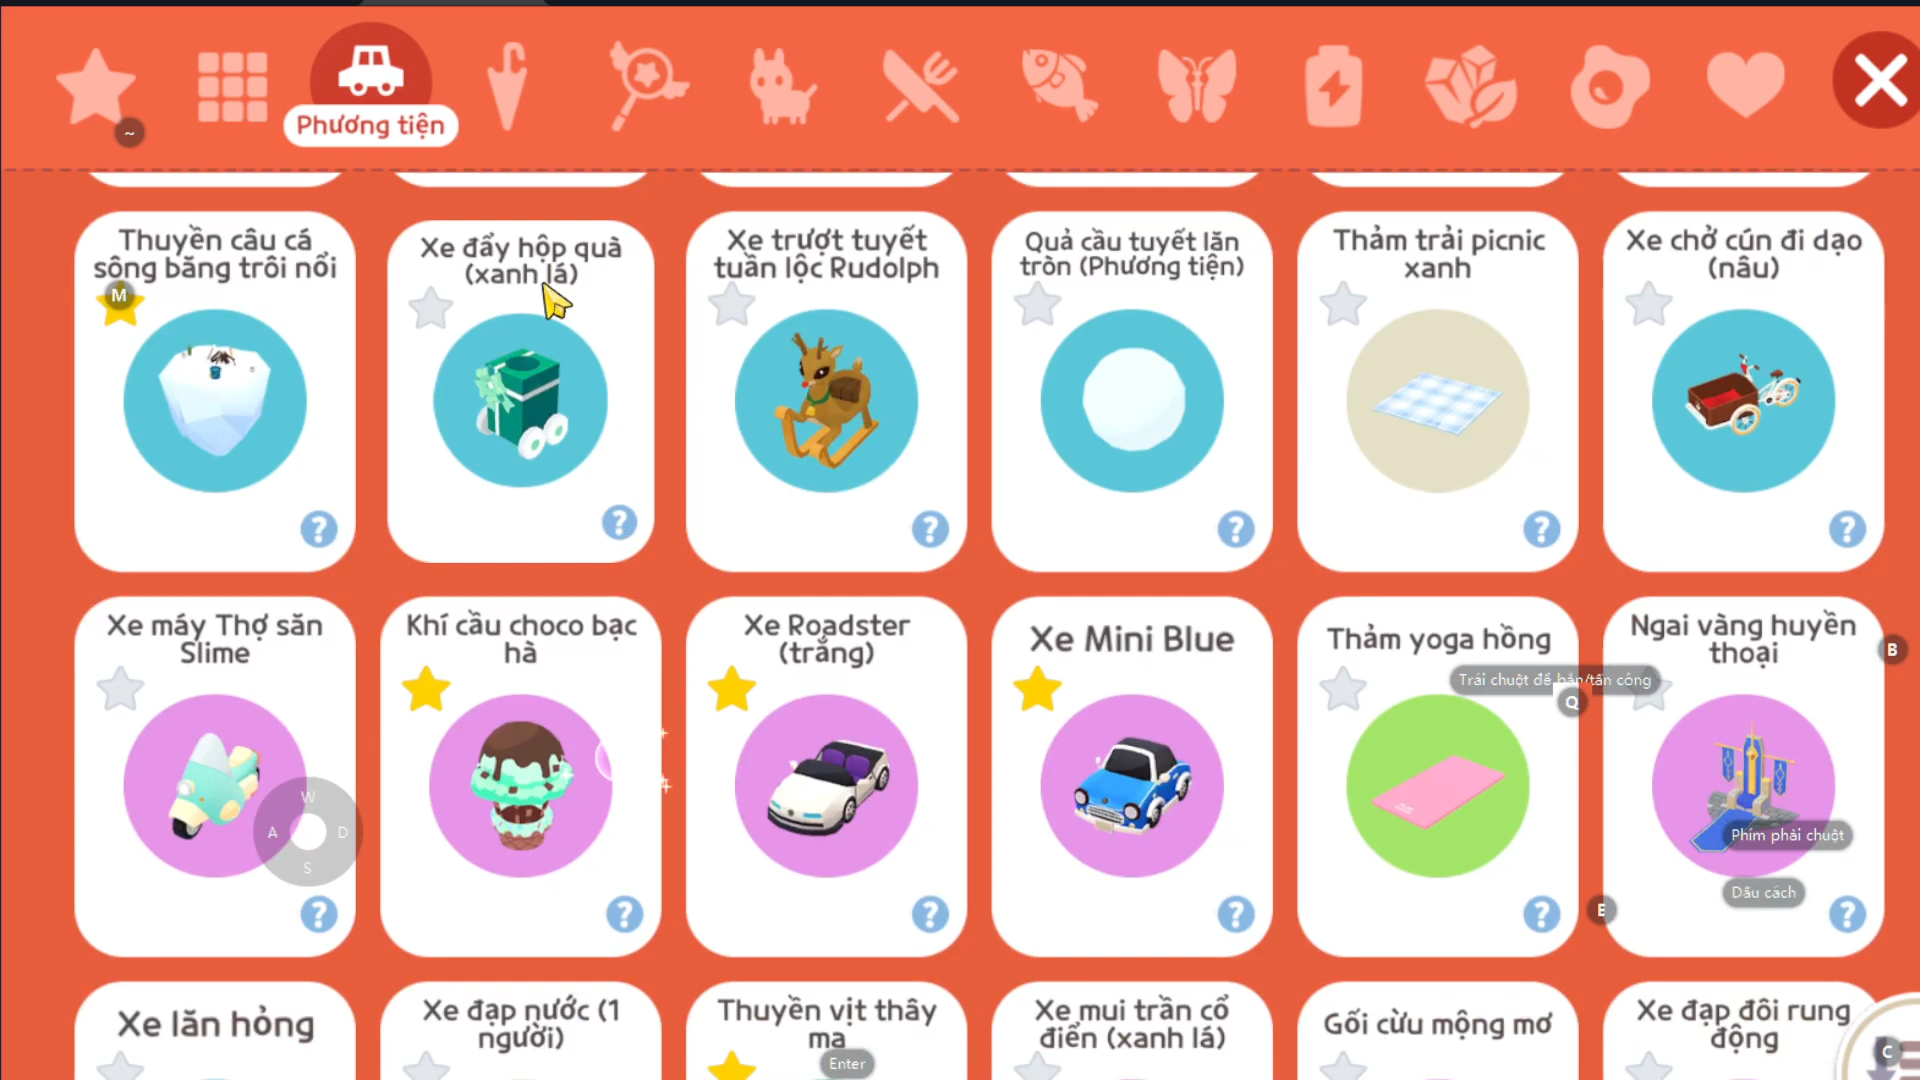 ~
Phương tiện
Thuyền câu cá
sông băng trôi nổi
M
Xe đẩy hộp quà
(xanh lá)
Xe trượt tuyết
tuần lộc Rudolph
Quả cầu tuyết lăn
tròn (Phương tiện)
Thảm trải picnic
xanh
Xe chở cún đi dạo
(nâu)
?
?
?
?
?
?
Xe máy Thợ săn
Slime
Khí cầu choco bạc
hà
Xe Roadster
(trắng)
Xe Mini Blue
Thảm yoga hồng
Ngai vàng huyền
thoại
B
Trái chuột để bắn/tấn công
Q
W
A
D
S
Phím phải chuột
Dấu cách
E
?
?
?
?
?
?
Xe lăn hỏng
Xe đạp nước (1
người)
Thuyền vịt thây
ma
Xe mui trần cổ
điển (xanh lá)
Gối cừu mộng mơ
Xe đạp đôi rung
động
Enter
C